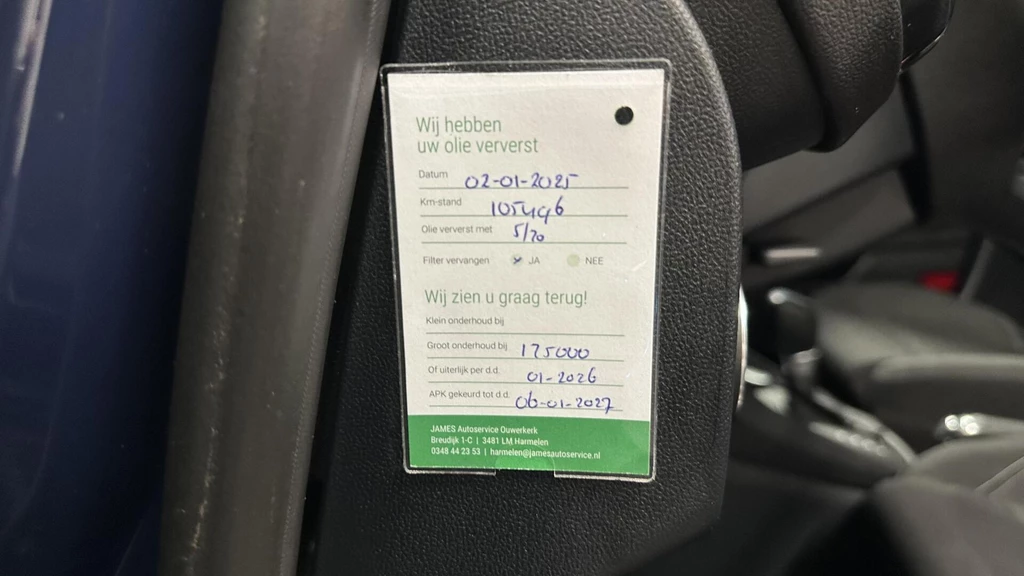 Wij hebben
uw olie ververst
Datum 02-01-2025
Km-stand 105496
Olie ververst met 5/20
Filter vervangen JA NEE
Wij zien u graag terug!
Klein onderhoud bij
Groot onderhoud bij 175000
Of uiterlijk per d.d. 01-2026
APK gekeurd tot d.d. 06-01-2027
JAMES Autoservice Ouwerkerk
Breudijk 1-C | 3481 LM Harmelen
0348 44 23 53 | harmelen@jamesautoservice.nl